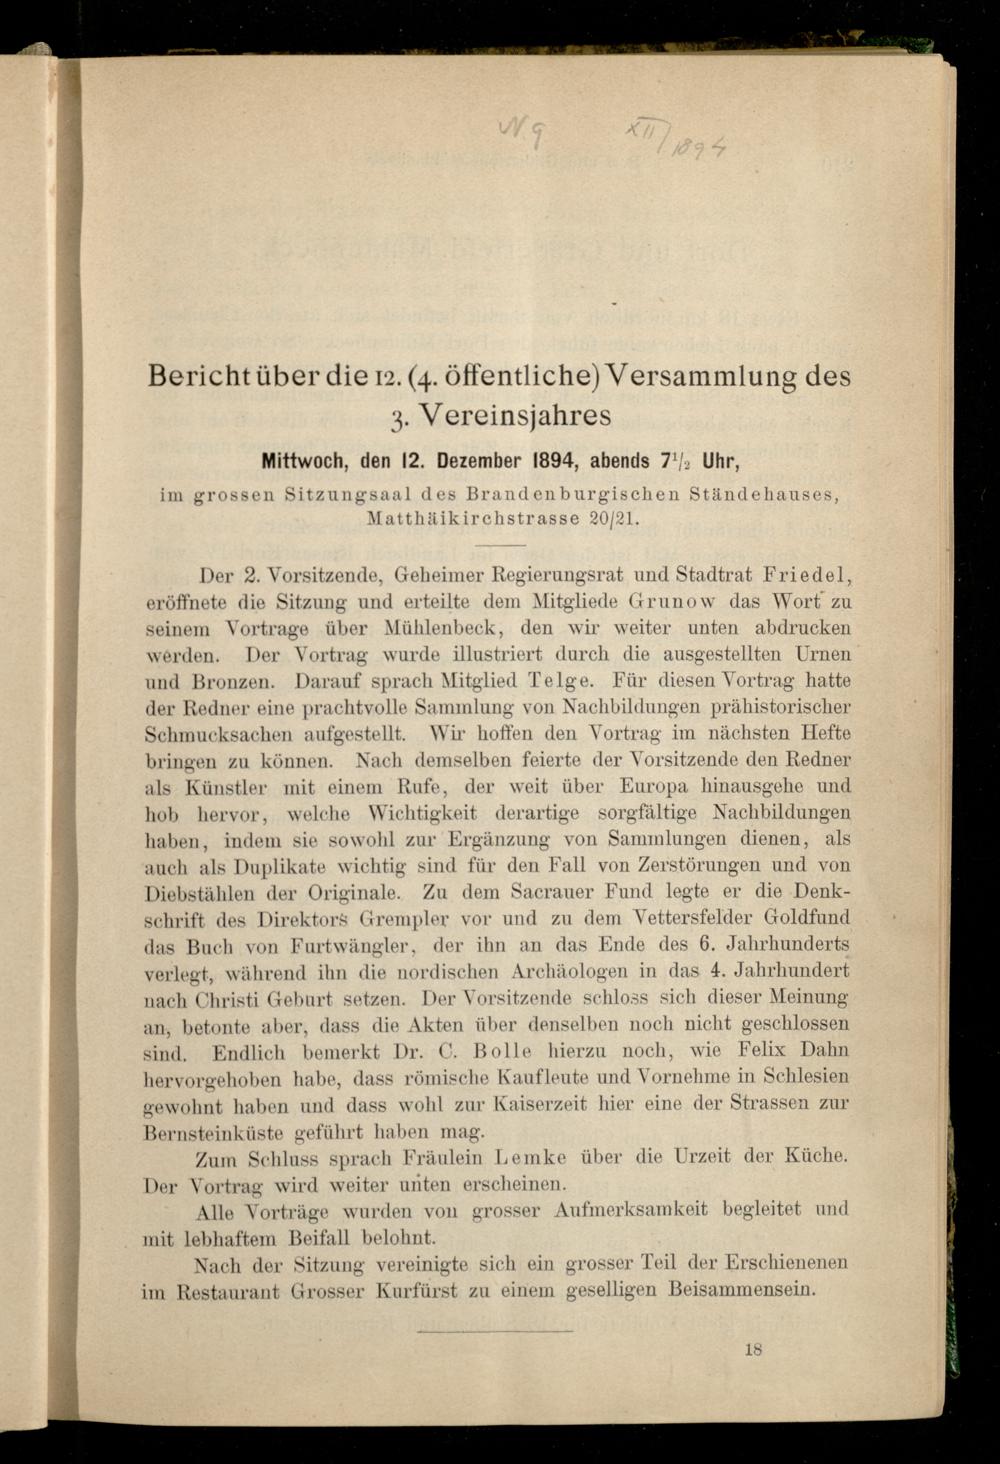 N 9 XII/1894
Bericht über die 12. (4. öffentliche) Versammlung des
3. Vereinsjahres
Mittwoch, den 12. Dezember 1894, abends 7½ Uhr,
im grossen Sitzungsaal des Brandenburgischen Ständehauses,
Matthäikirchstrasse 20/21.
Der 2. Vorsitzende, Geheimer Regierungsrat und Stadtrat Friedel,
eröffnete die Sitzung und erteilte dem Mitgliede Grunow das Wort zu
seinem Vortrage über Mühlenbeck, den wir weiter unten abdrucken
werden. Der Vortrag wurde illustriert durch die ausgestellten Urnen
und Bronzen. Darauf sprach Mitglied Telge. Für diesen Vortrag hatte
der Redner eine prachtvolle Sammlung von Nachbildungen prähistorischer
Schmucksachen aufgestellt. Wir hoffen den Vortrag im nächsten Hefte
bringen zu können. Nach demselben feierte der Vorsitzende den Redner
als Künstler mit einem Rufe, der weit über Europa hinausgehe und
hob hervor, welche Wichtigkeit derartige sorgfältige Nachbildungen
haben, indem sie sowohl zur Ergänzung von Sammlungen dienen, als
auch als Duplikate wichtig sind für den Fall von Zerstörungen und von
Diebstählen der Originale. Zu dem Sacrauer Fund legte er die Denk-
schrift des Direktors Grempler vor und zu dem Vettersfelder Goldfund
das Buch von Furtwängler, der ihn an das Ende des 6. Jahrhunderts
verlegt, während ihn die nordischen Archäologen in das 4. Jahrhundert
nach Christi Geburt setzen. Der Vorsitzende schloss sich dieser Meinung
an, betonte aber, dass die Akten über denselben noch nicht geschlossen
sind. Endlich bemerkt Dr. C. Bolle hierzu noch, wie Felix Dahn
hervorgehoben habe, dass römische Kaufleute und Vornehme in Schlesien
gewohnt haben und dass wohl zur Kaiserzeit hier eine der Strassen zur
Bernsteinküste geführt haben mag.
Zum Schluss sprach Fräulein Lemke über die Urzeit der Küche.
Der Vortrag wird weiter unten erscheinen.
Alle Vorträge wurden von grosser Aufmerksamkeit begleitet und
mit lebhaftem Beifall belohnt.
Nach der Sitzung vereinigte sich ein grosser Teil der Erschienenen
im Restaurant Grosser Kurfürst zu einem geselligen Beisammensein.
18